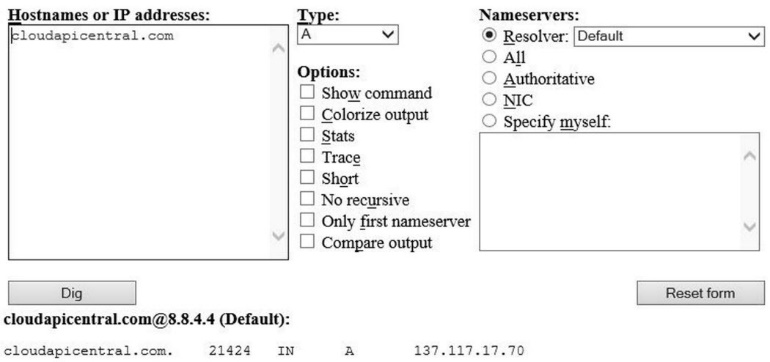 Hostnames or IP addresses:
cloudapicentral.com
Type:
A
Options:
Show command
Colorize output
Stats
Trace
Short
No recursive
Only first nameserver
Compare output
Nameservers:
Resolver: Default
All
Authoritative
NIC
Specify myself:
Dig
Reset form
cloudapicentral.com@8.8.4.4 (Default):
cloudapicentral.com. 21424 IN A 137.117.17.70